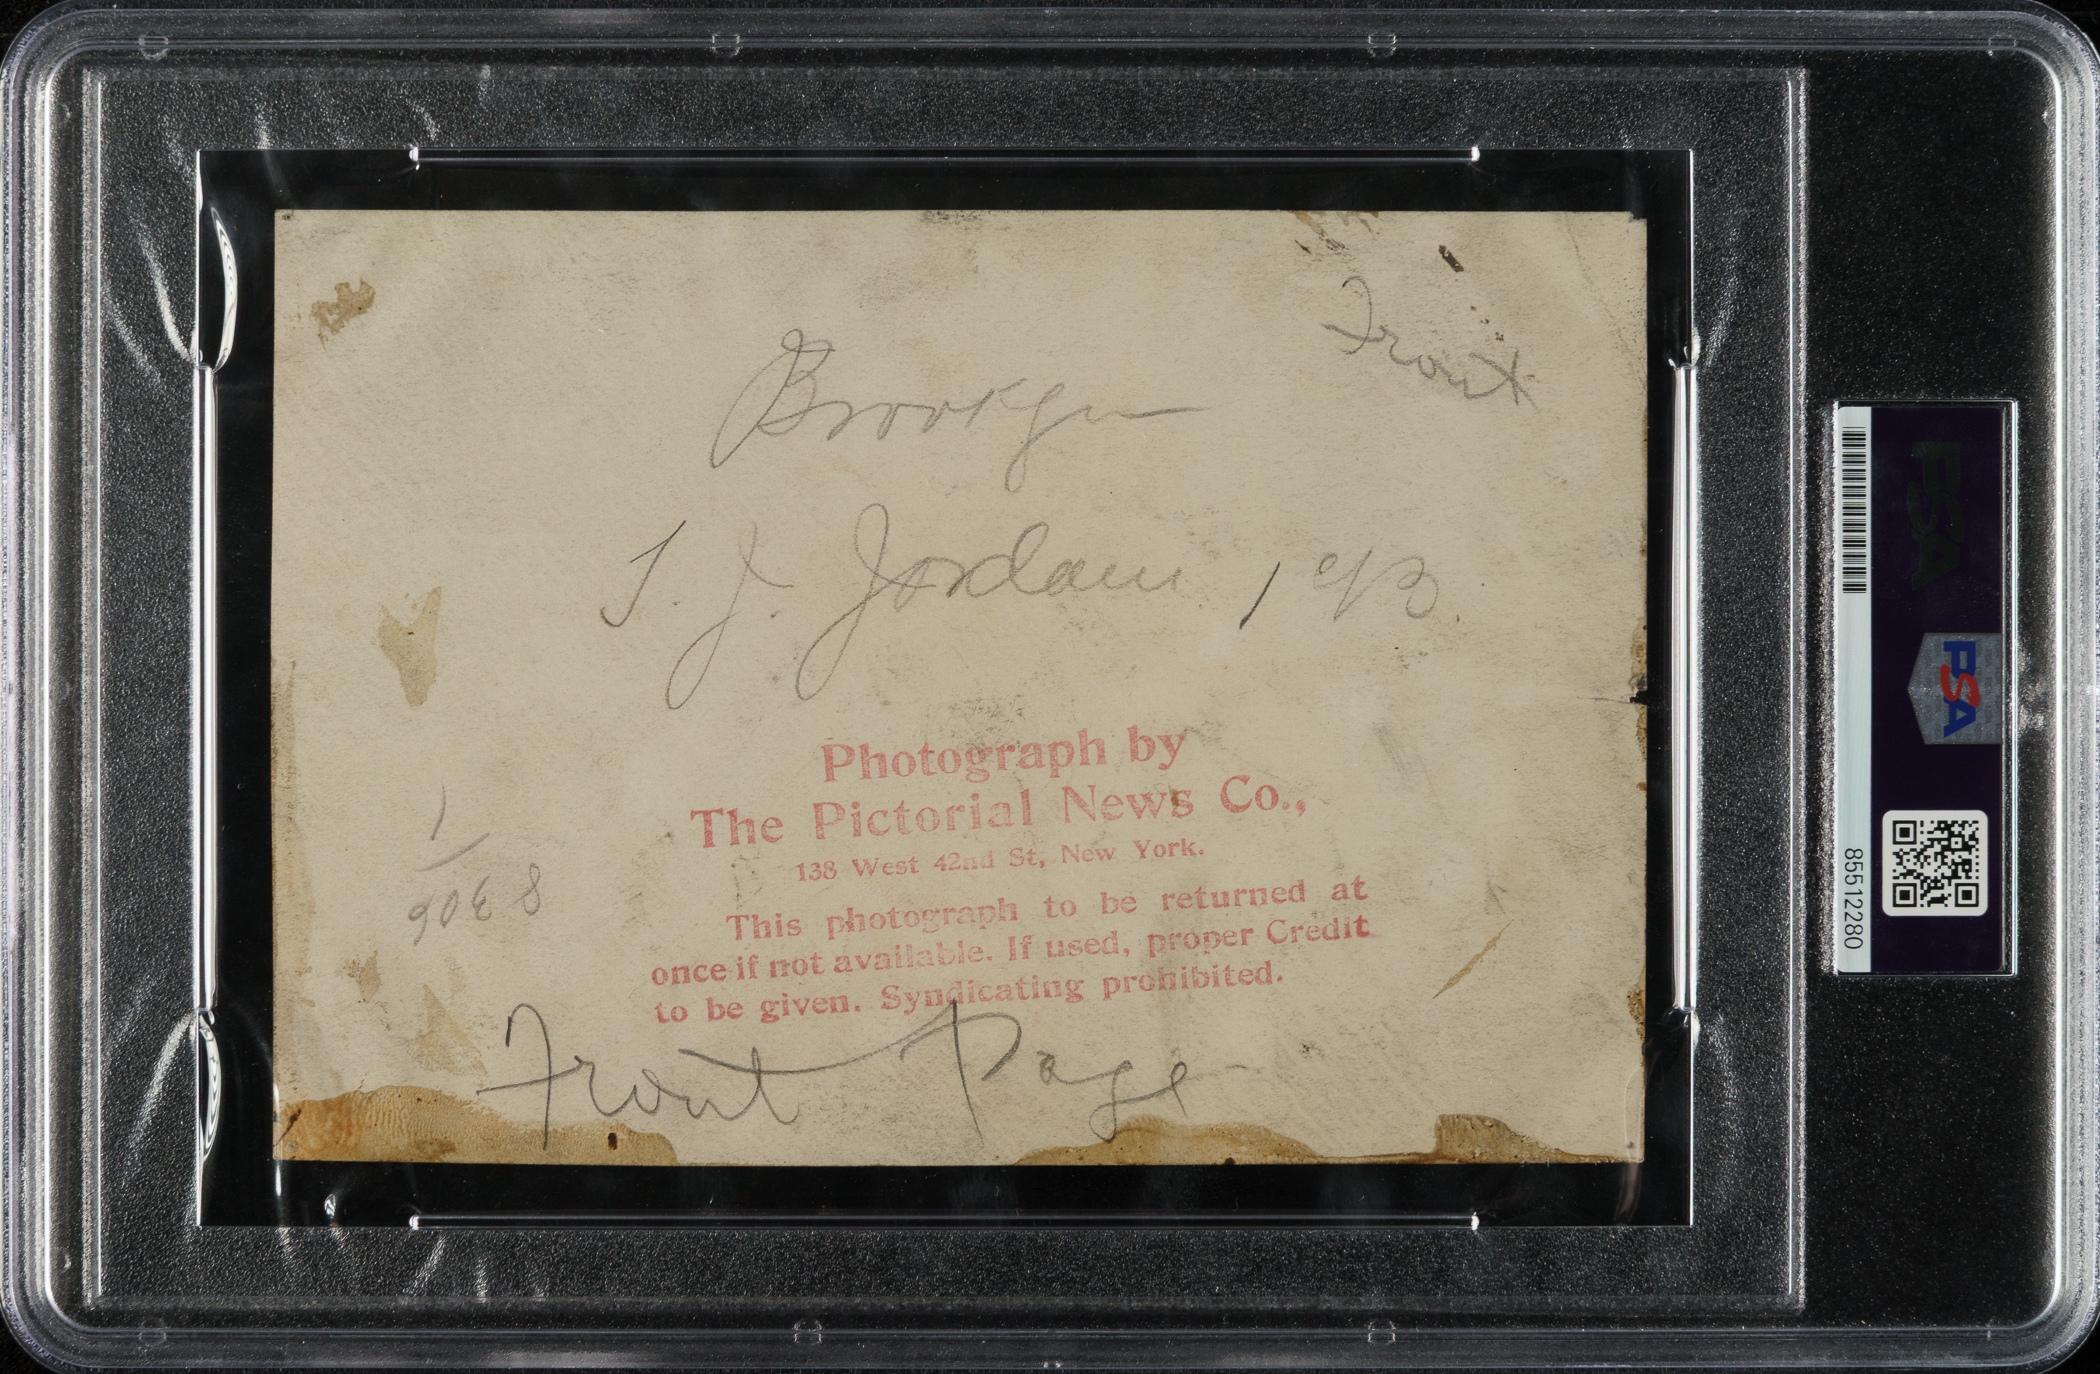 Front
Brooklyn
T. J. Jordan, 1st B.
Photograph by
The Pictorial News Co.,
138 West 42nd St, New York.
This photograph to be returned at
once if not available. If used, proper Credit
to be given. Syndicating prohibited.
Front Page
PSA
85512280